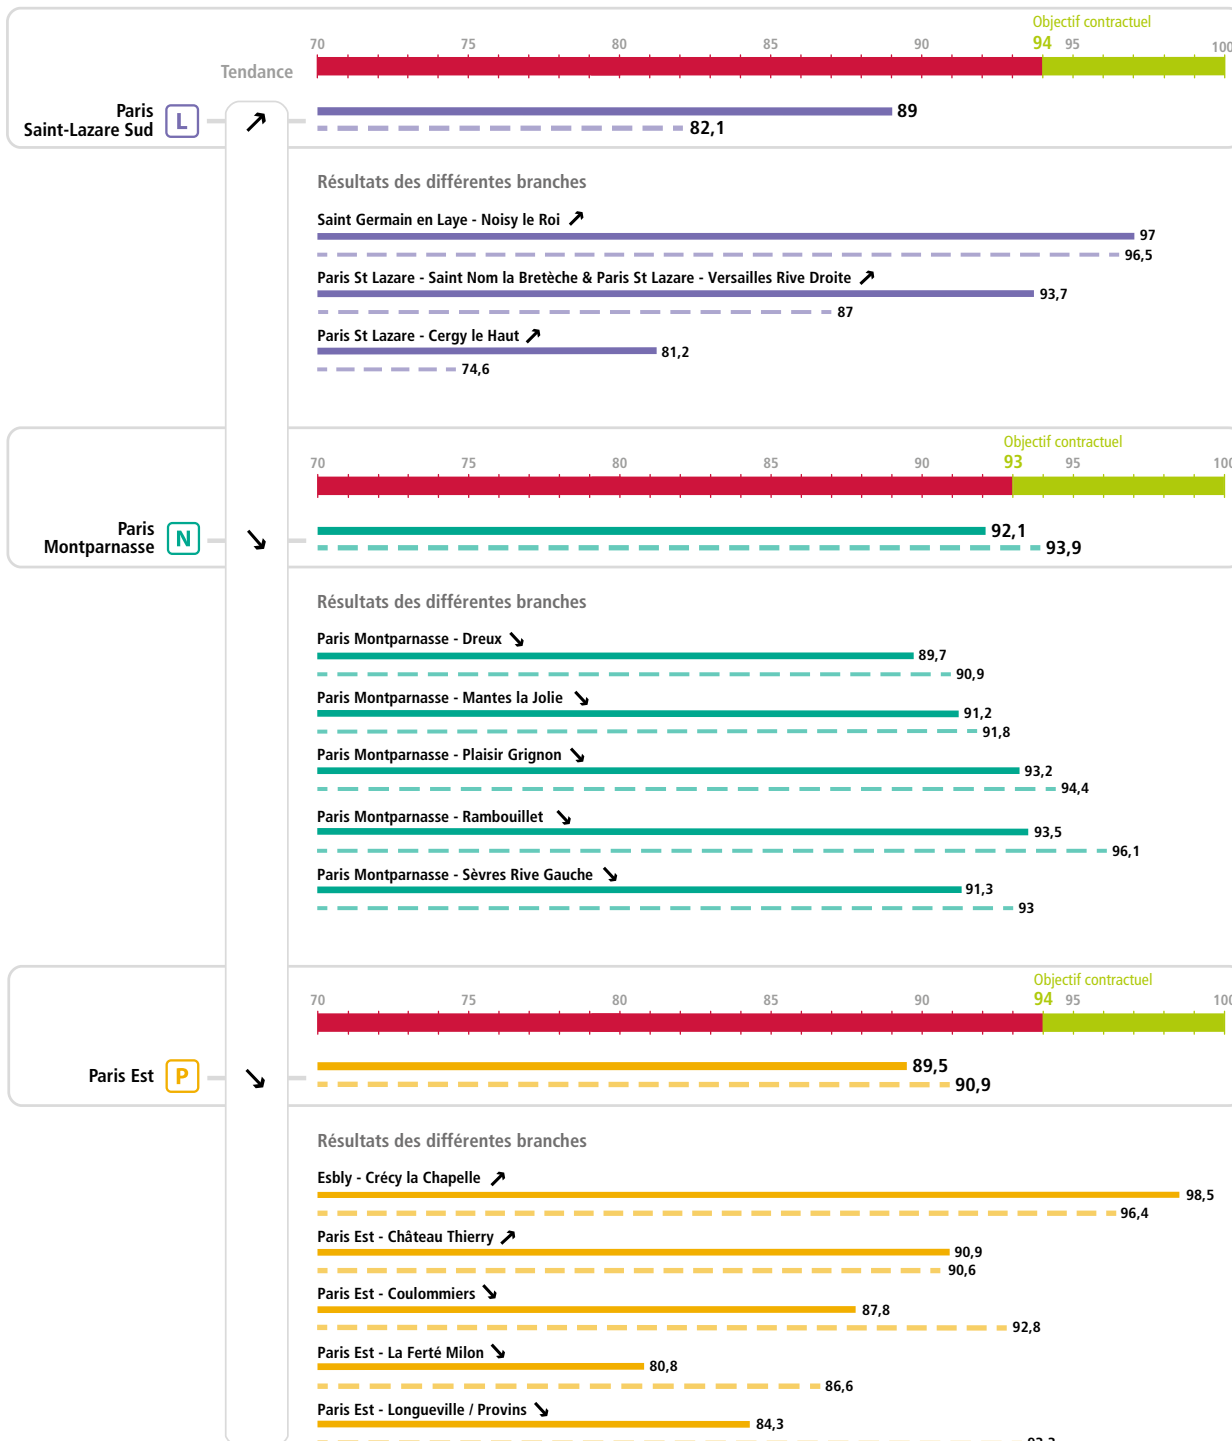 Objectif contractuel
70 75 80 85 90 94 95 100
Tendance
Paris
Saint-Lazare Sud
L
89
82,1
Résultats des différentes branches
Saint Germain en Laye - Noisy le Roi
97
96,5
Paris St Lazare - Saint Nom la Bretèche & Paris St Lazare - Versailles Rive Droite
93,7
87
Paris St Lazare - Cergy le Haut
81,2
74,6
Objectif contractuel
70 75 80 85 90 93 95 100
Paris
Montparnasse
N
92,1
93,9
Résultats des différentes branches
Paris Montparnasse - Dreux
89,7
90,9
Paris Montparnasse - Mantes la Jolie
91,2
91,8
Paris Montparnasse - Plaisir Grignon
93,2
94,4
Paris Montparnasse - Rambouillet
93,5
96,1
Paris Montparnasse - Sèvres Rive Gauche
91,3
93
Objectif contractuel
70 75 80 85 90 94 95 100
Paris Est
P
89,5
90,9
Résultats des différentes branches
Esbly - Crécy la Chapelle
98,5
96,4
Paris Est - Château Thierry
90,9
90,6
Paris Est - Coulommiers
87,8
92,8
Paris Est - La Ferté Milon
80,8
86,6
Paris Est - Longueville / Provins
84,3